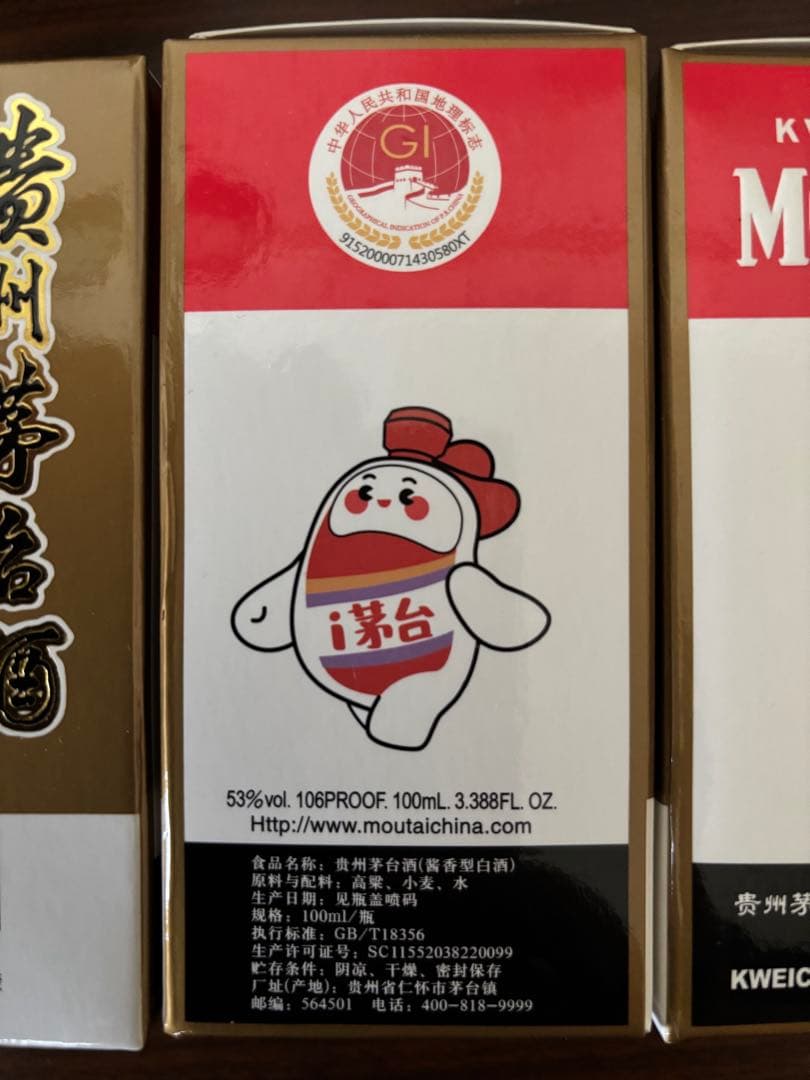 贵
州
茅
台
酒
中华人民共和国地理标志
GI
GEOGRAPHICAL INDICATION OF P.R.CHINA
91520000714305​80XT
i茅台
53%vol. 106PROOF. 100mL. 3.388FL. OZ.
Http://www.moutaichina.com
食品名称：贵州茅台酒(酱香型白酒)
原料与配料：高粱、小麦、水
生产日期：见瓶盖喷码
规格：100ml/瓶
执行标准：GB/T18356
生产许可证号：SC11552038220099
贮存条件：阴凉、干燥、密封保存
厂址(产地)：贵州省仁怀市茅台镇
邮编：564501 电话：400-818-9999
贵州茅
KWEIC